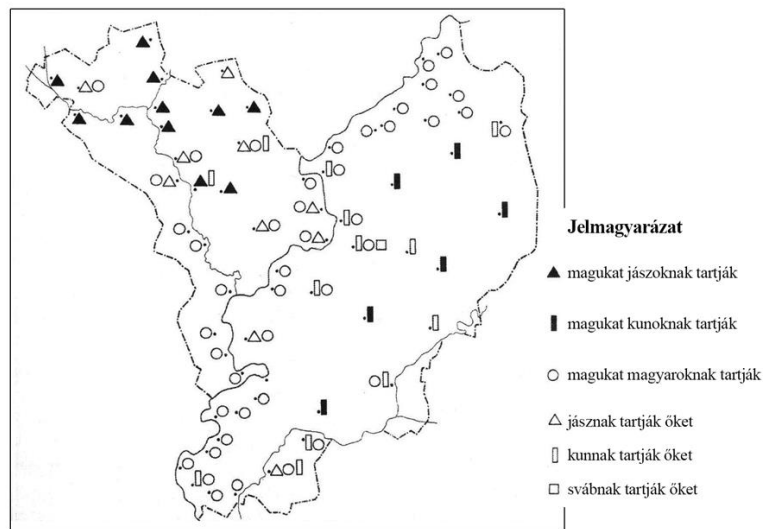 Jelmagyarázat
magukat jászoknak tartják
magukat kunoknak tartják
magukat magyaroknak tartják
jásznak tartják őket
kunnak tartják őket
svábnak tartják őket